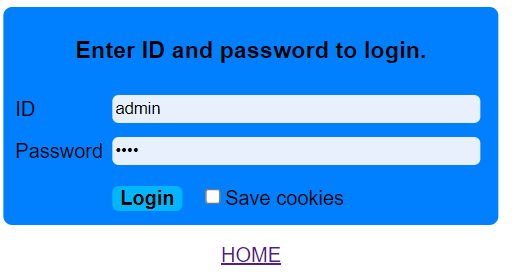 Enter ID and password to login.
ID admin
Password ••••
Login Save cookies
HOME